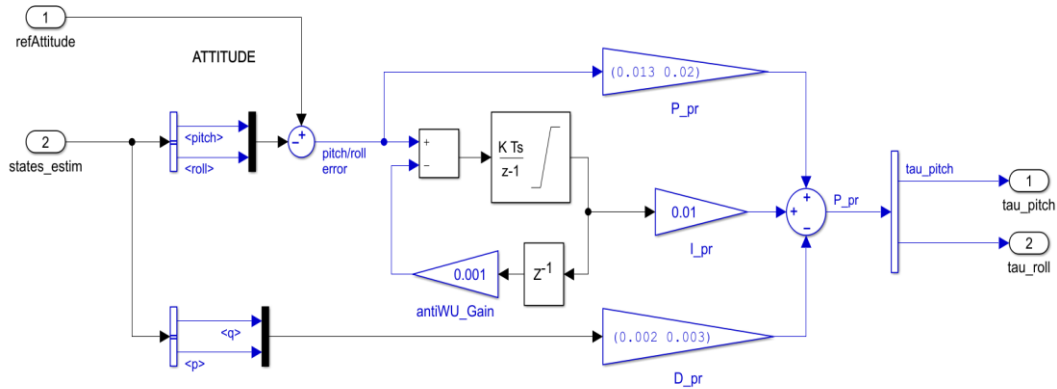 1
refAttitude
ATTITUDE
(0.013 0.02)
P_pr
2
states_estim
<pitch>
<roll>
−
+
pitch/roll
error
+
−
K Ts
z-1
0.01
I_pr
+
+
−
P_pr
tau_pitch
1
tau_pitch
2
tau_roll
0.001
antiWU_Gain
Z-1
<q>
<p>
(0.002 0.003)
D_pr